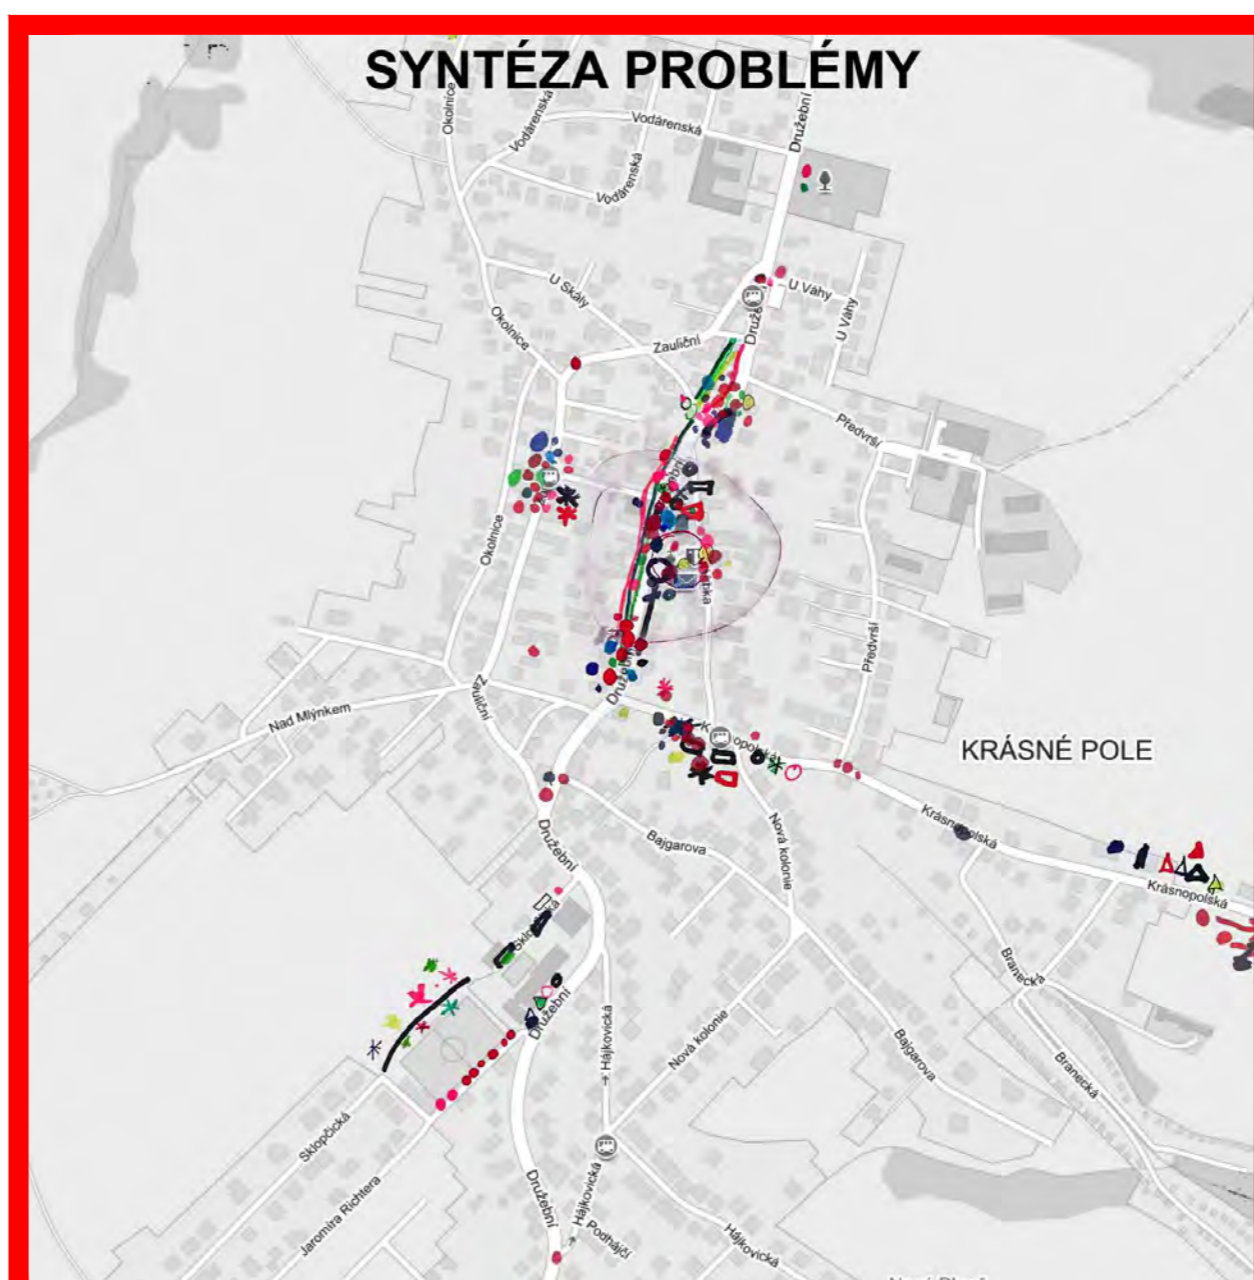 SYNTÉZA PROBLÉMY
Okolnice
Vodárenská
Vodárenská
Družební
Vodárenská
U Skály
U Váhy
U Váhy
Okolnice
Zauliční
Předvrší
Okolnice
Předvrší
Družební
Zauliční
Nad Mlýnkem
KRÁSNÉ POLE
Družební
Bajgarova
Nová kolonie
Krásnopolská
Krásnopolská
Branecká
Družební
Hájkovická
Nová kolonie
Bajgarova
Branecká
Sklopčická
Jaromíra Richtera
Družební
Hájkovická
Podhájčí
Hájkovická